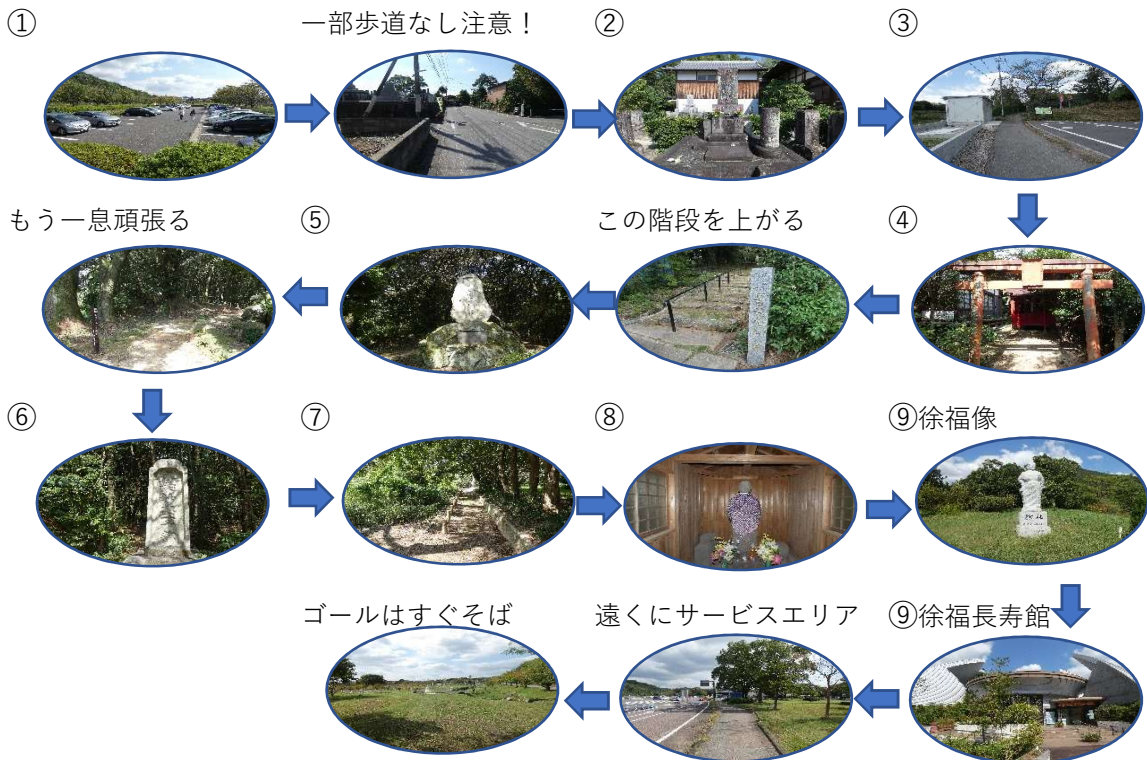 ①
一部歩道なし注意！
②
③
もう一息頑張る
⑤
この階段を上がる
④
⑥
⑦
⑧
⑨徐福像
ゴールはすぐそば
遠くにサービスエリア
⑨徐福長寿館